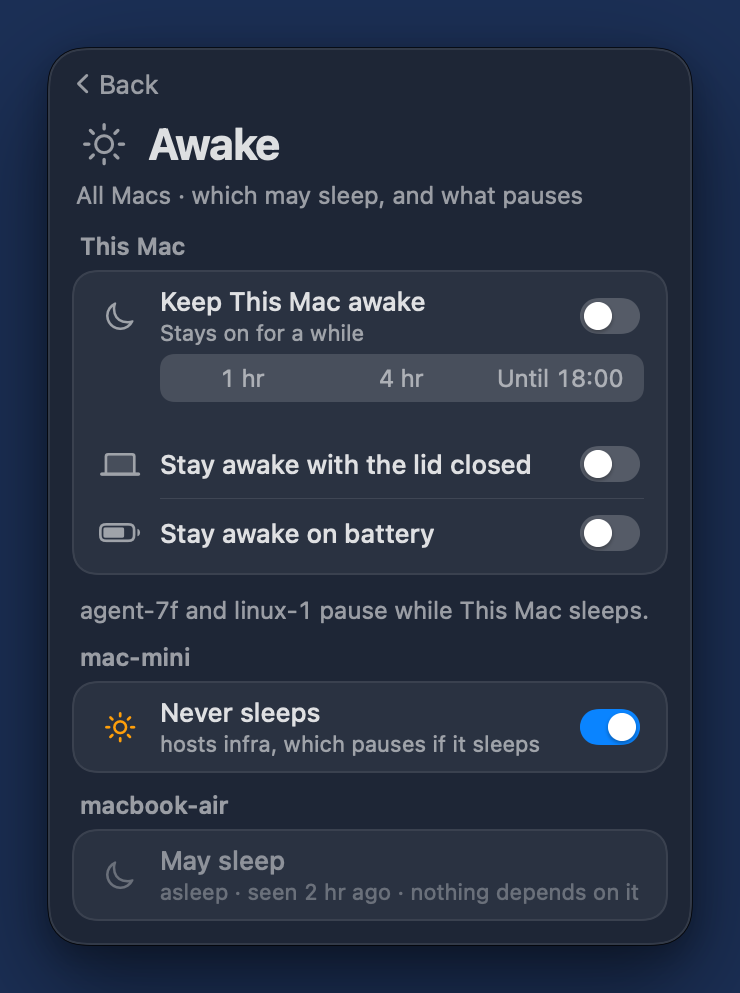 Back
Awake
All Macs · which may sleep, and what pauses
This Mac
Keep This Mac awake
Stays on for a while
1 hr 4 hr Until 18:00
Stay awake with the lid closed
Stay awake on battery
agent-7f and linux-1 pause while This Mac sleeps.
mac-mini
Never sleeps
hosts infra, which pauses if it sleeps
macbook-air
May sleep
asleep · seen 2 hr ago · nothing depends on it